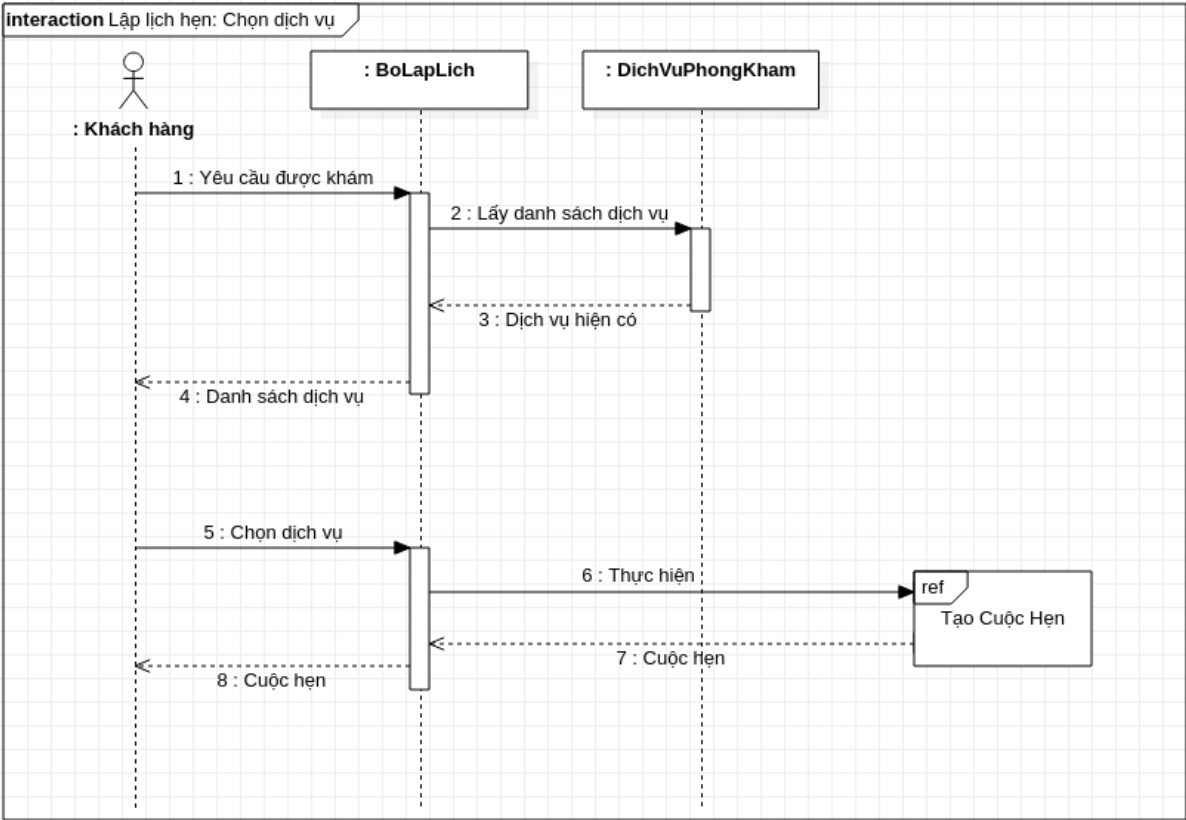 interaction Lập lịch hẹn: Chọn dịch vụ
: BoLapLich
: DichVuPhongKham
: Khách hàng
1 : Yêu cầu được khám
2 : Lấy danh sách dịch vụ
3 : Dịch vụ hiện có
4 : Danh sách dịch vụ
5 : Chọn dịch vụ
6 : Thực hiện
ref
Tạo Cuộc Hẹn
7 : Cuộc hẹn
8 : Cuộc hẹn